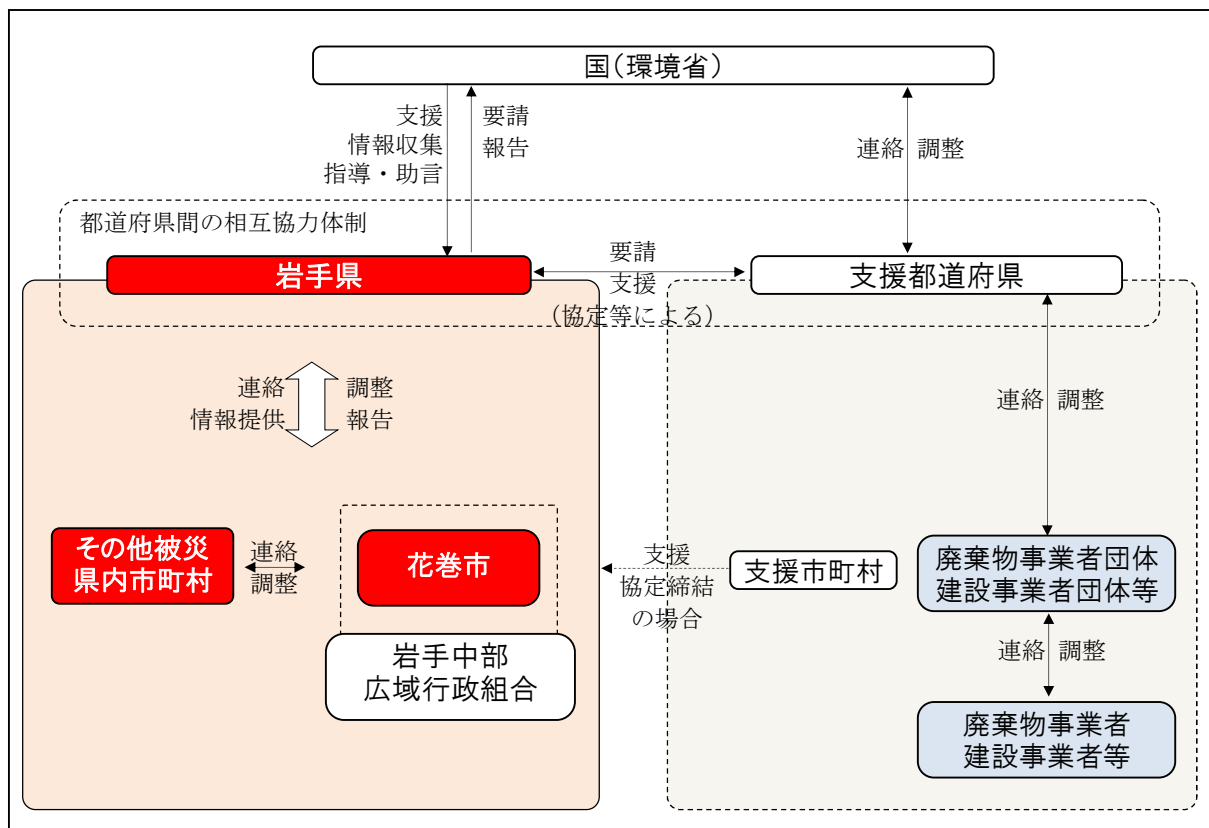 国(環境省)
支援
情報収集
指導・助言
要請
報告
連絡 調整
都道府県間の相互協力体制
岩手県
要請
支援
(協定等による)
支援都道府県
連絡
情報提供
調整
報告
連絡 調整
その他被災
県内市町村
連絡
調整
花巻市
岩手中部
広域行政組合
支援
協定締結
の場合
支援市町村
廃棄物事業者団体
建設事業者団体等
連絡 調整
廃棄物事業者
建設事業者等